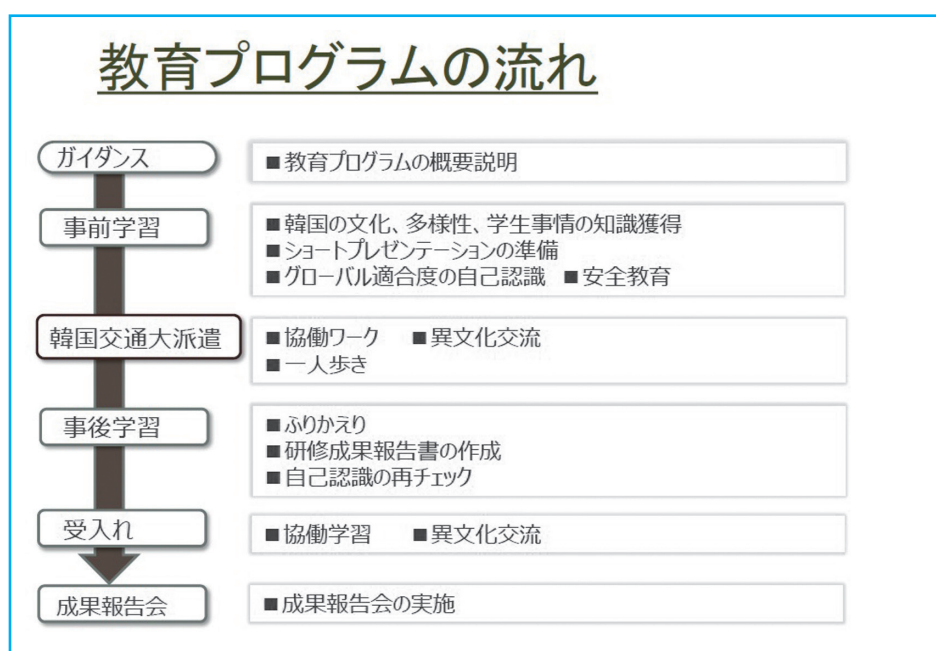 教育プログラムの流れ
ガイダンス
■教育プログラムの概要説明
事前学習
■韓国の文化、多様性、学生事情の知識獲得
■ショートプレゼンテーションの準備
■グローバル適合度の自己認識 ■安全教育
韓国交通大派遣
■協働ワーク ■異文化交流
■一人歩き
事後学習
■ふりかえり
■研修成果報告書の作成
■自己認識の再チェック
受入れ
■協働学習 ■異文化交流
成果報告会
■成果報告会の実施